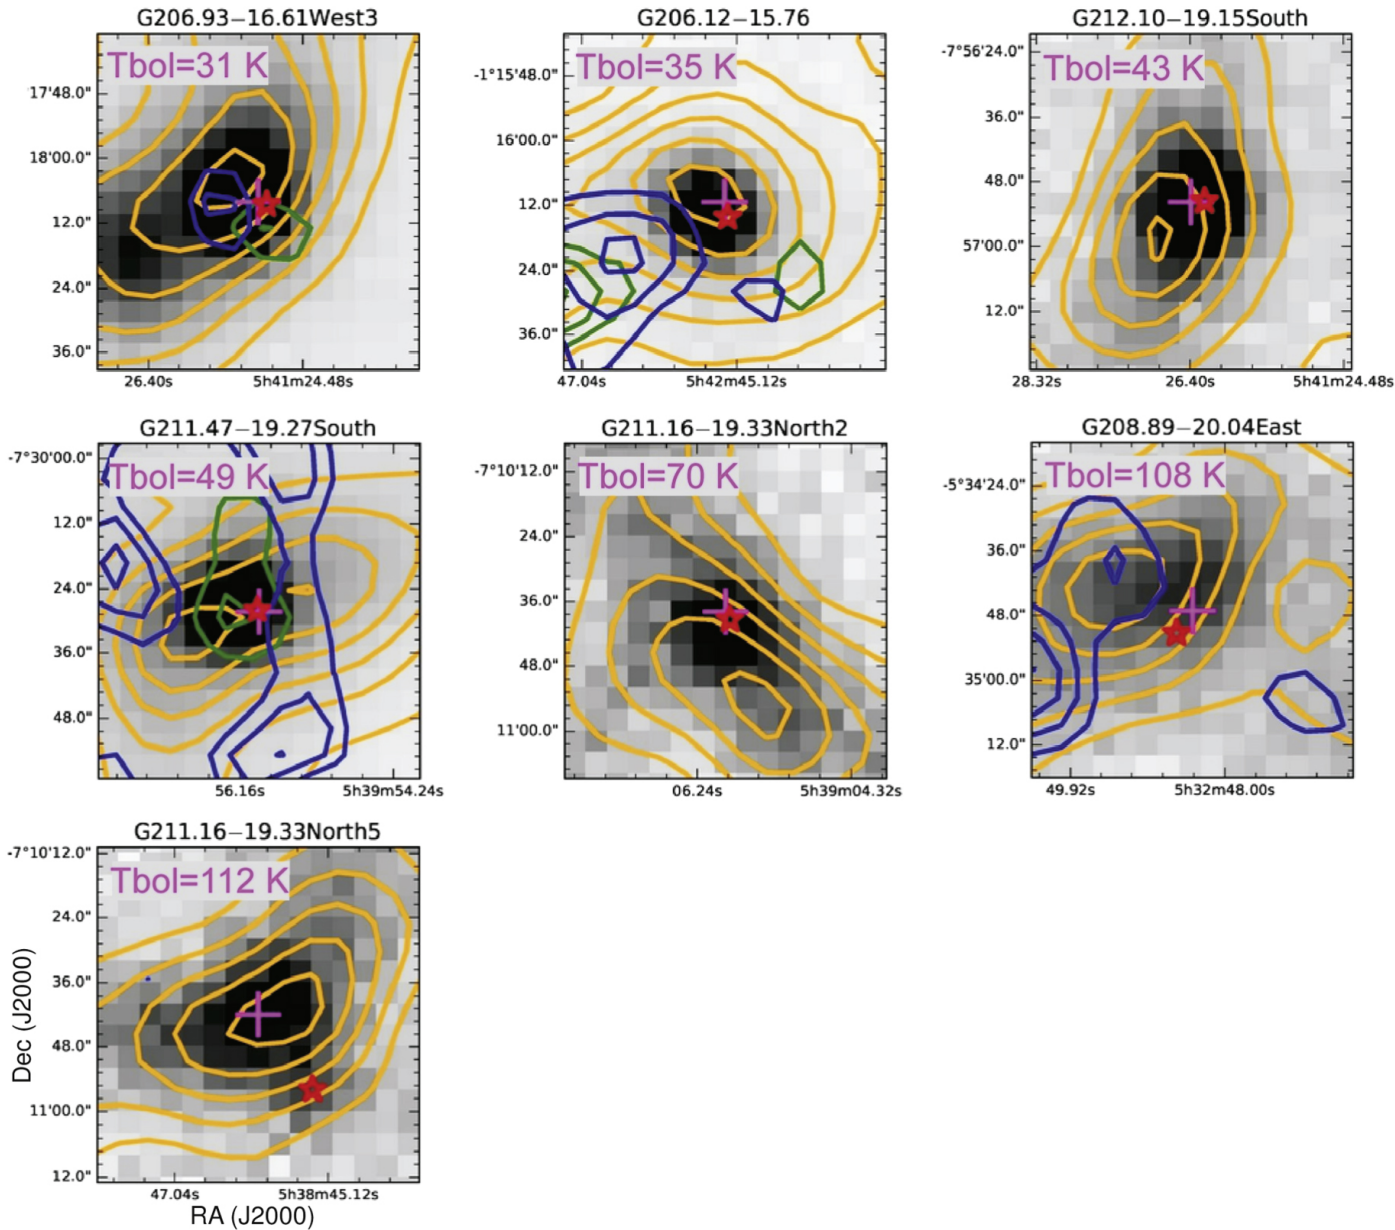 G206.93−16.61West3
Tbol=31 K
17'48.0"
18'00.0"
12.0"
24.0"
36.0"
26.40s
5h41m24.48s
G206.12−15.76
Tbol=35 K
-1°15'48.0"
16'00.0"
12.0"
24.0"
36.0"
47.04s
5h42m45.12s
G212.10−19.15South
Tbol=43 K
-7°56'24.0"
36.0"
48.0"
57'00.0"
12.0"
28.32s
26.40s
5h41m24.48s
G211.47−19.27South
Tbol=49 K
-7°30'00.0"
12.0"
24.0"
36.0"
48.0"
56.16s
5h39m54.24s
G211.16−19.33North2
Tbol=70 K
-7°10'12.0"
24.0"
36.0"
48.0"
11'00.0"
06.24s
5h39m04.32s
G208.89−20.04East
Tbol=108 K
-5°34'24.0"
36.0"
48.0"
35'00.0"
12.0"
49.92s
5h32m48.00s
G211.16−19.33North5
Tbol=112 K
-7°10'12.0"
24.0"
36.0"
48.0"
11'00.0"
12.0"
47.04s
5h38m45.12s
Dec (J2000)
RA (J2000)